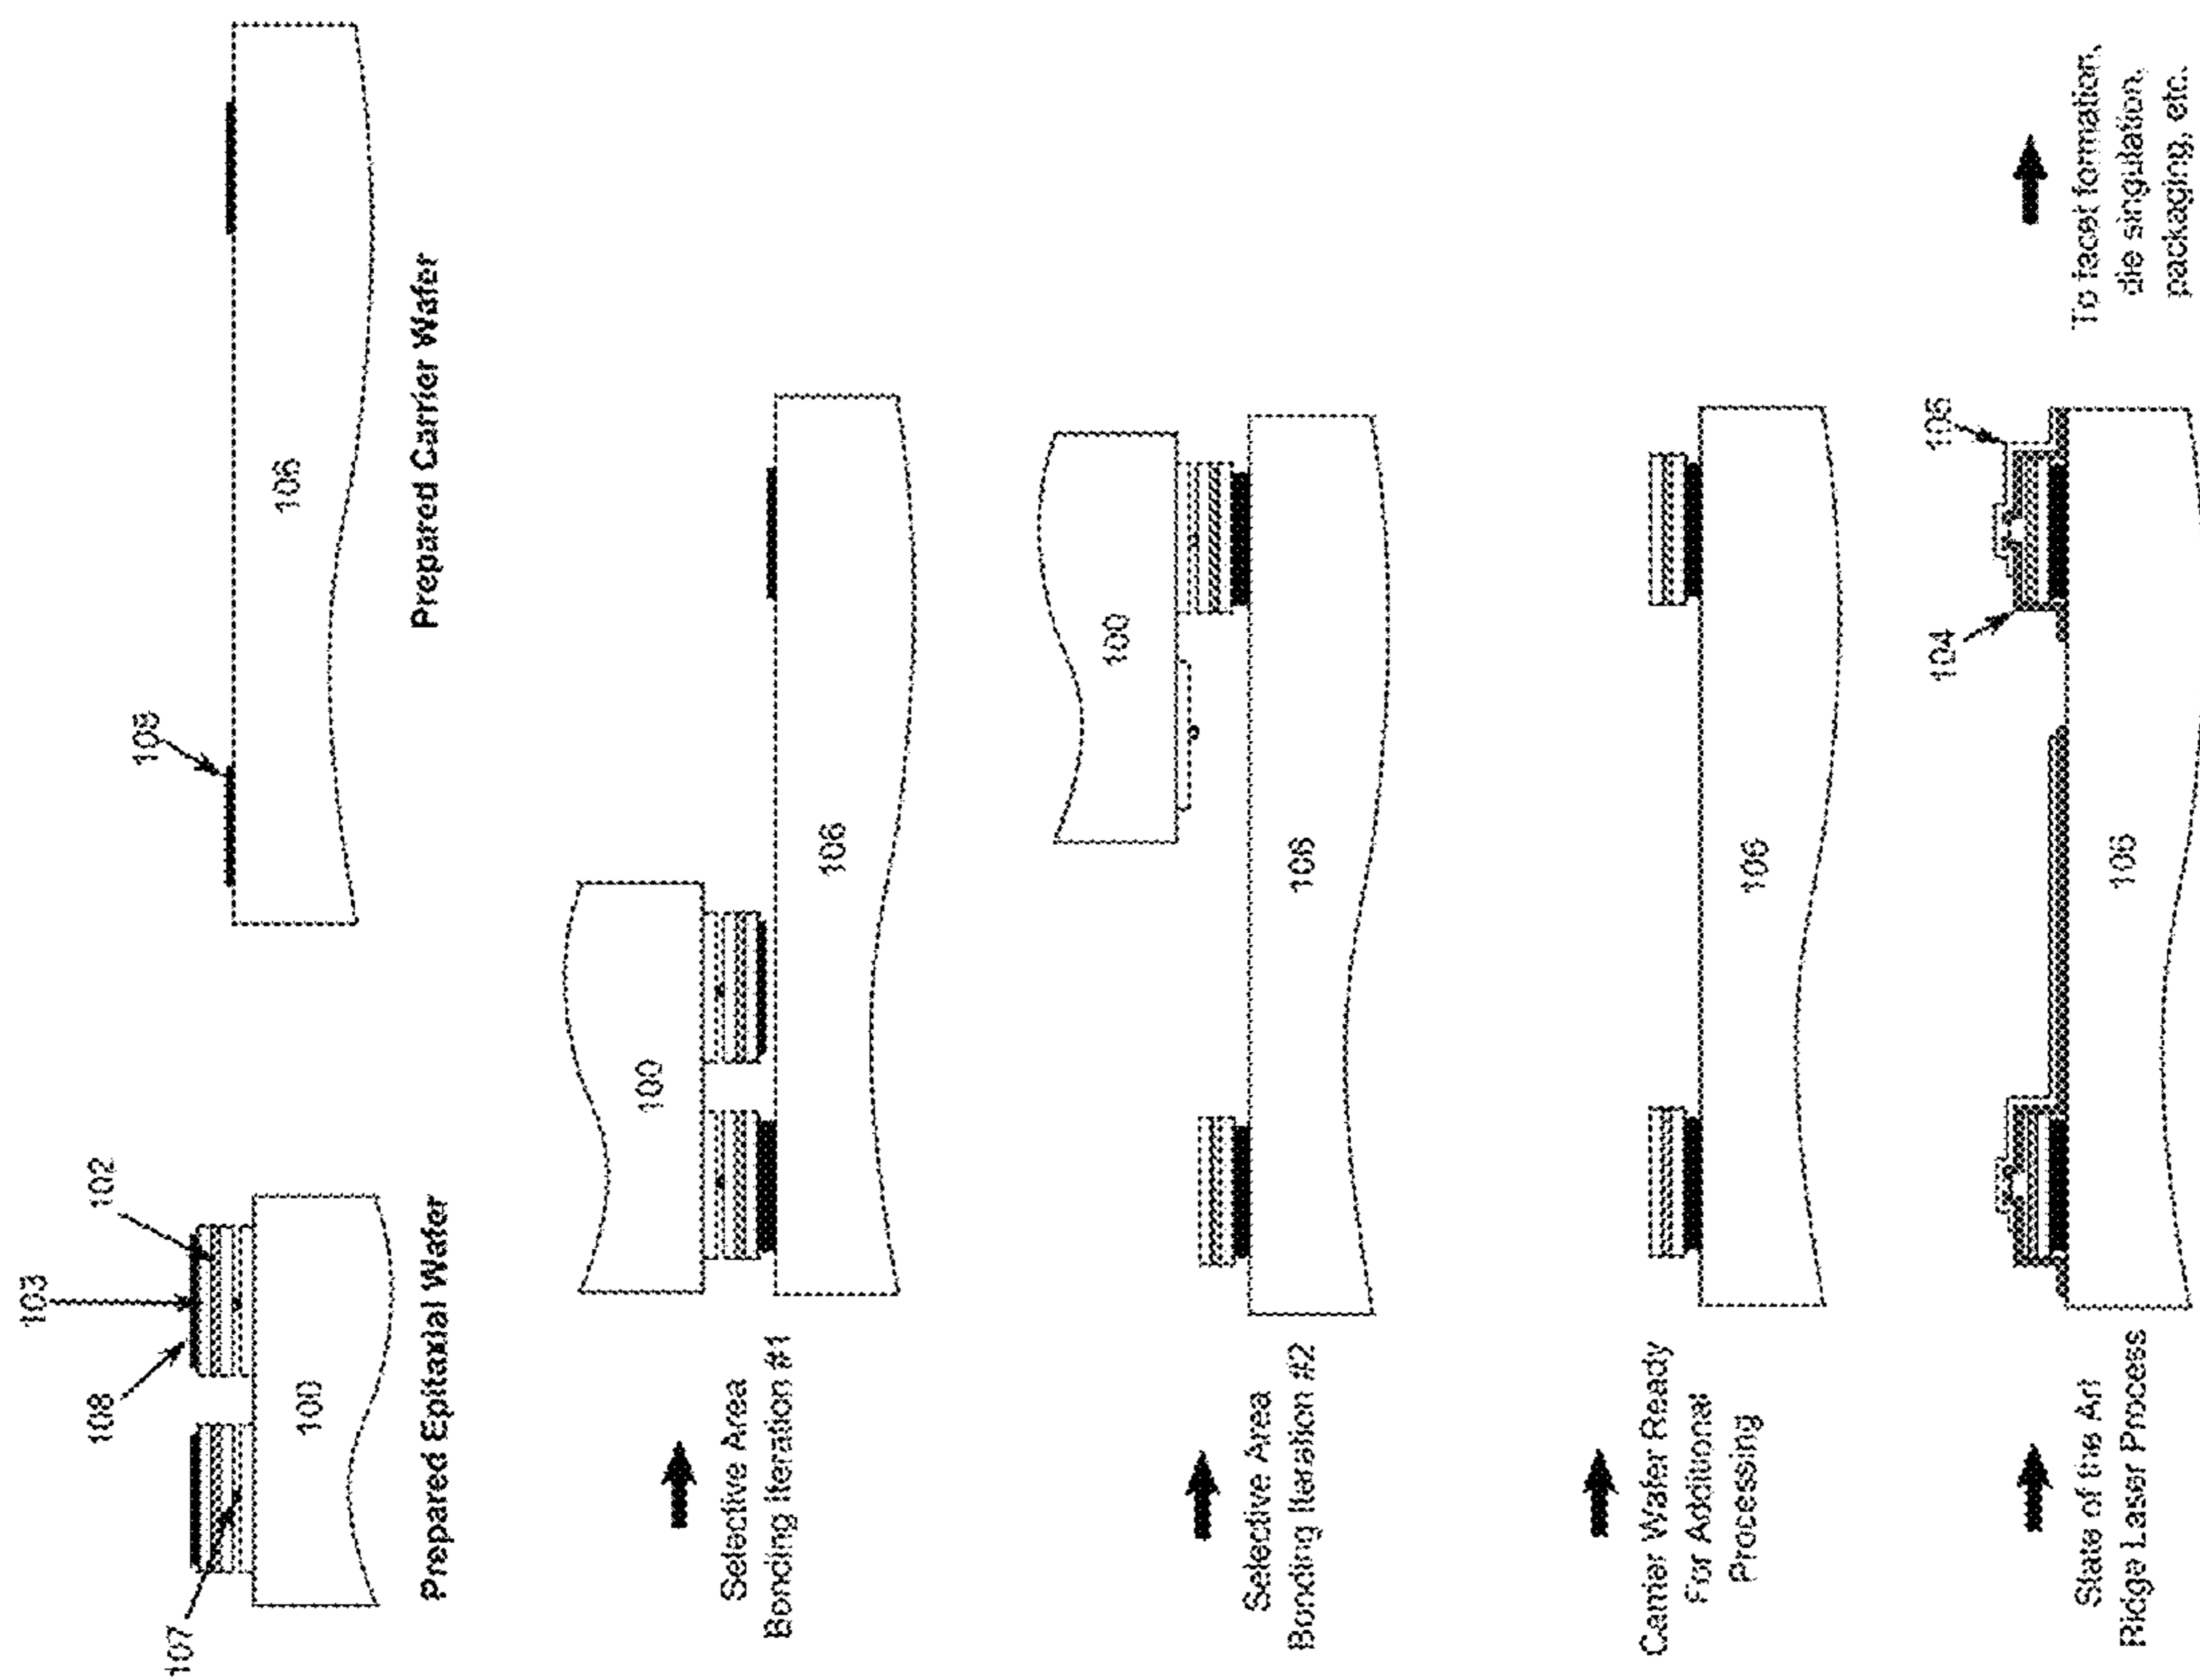 103
108
102
107
100
Prepared Epitaxial Wafer
108
106
Prepared Carrier Wafer
Selective Area
Bonding Iteration #1
100
106
Selective Area
Bonding Iteration #2
100
106
Carrier Wafer Ready
For Additional
Processing
106
State of the Art
Ridge Laser Process
104
105
106
To facet formation,
die singulation,
packaging, etc.